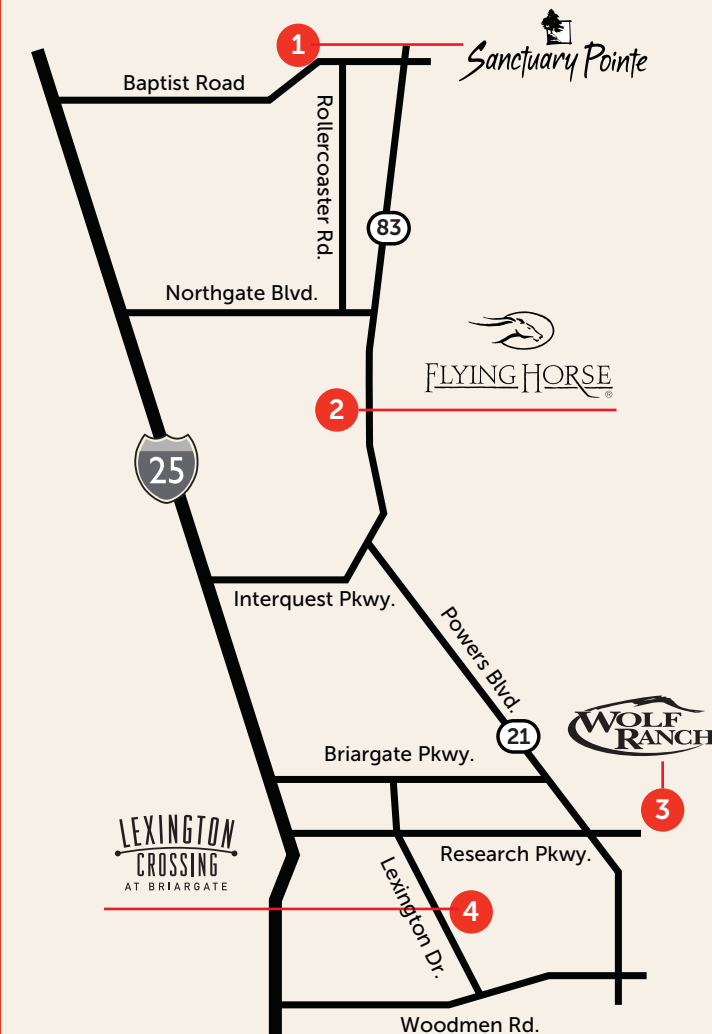 1
Sanctuary Pointe
Baptist Road
Rollercoaster Rd.
83
Northgate Blvd.
FLYING HORSE
®
2
25
Interquest Pkwy.
Powers Blvd.
21
WOLF
RANCH
Briargate Pkwy.
3
LEXINGTON
CROSSING
AT BRIARGATE
Research Pkwy.
Lexington Dr.
4
Woodmen Rd.